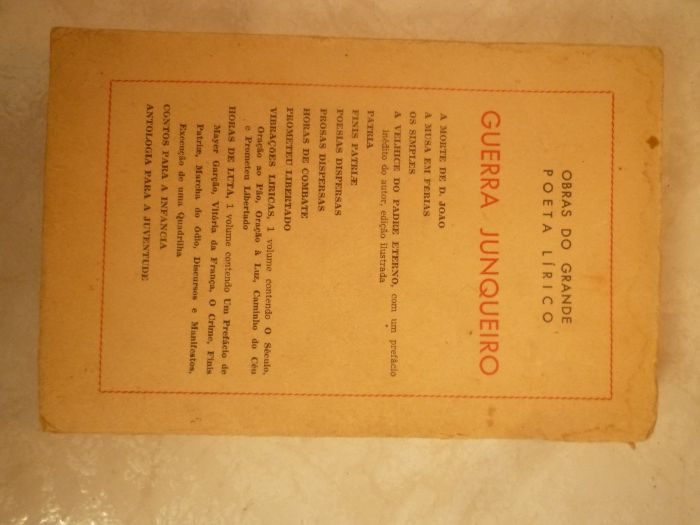 OBRAS DO GRANDE
POETA LÍRICO
GUERRA JUNQUEIRO
A MORTE DE D. JOÃO
A MUSA EM FÉRIAS
OS SIMPLES
A VELHICE DO PADRE ETERNO, com um prefácio
inédito do autor, edição ilustrada
PÁTRIA
FINIS PATRIÆ
POESIAS DISPERSAS
PROSAS DISPERSAS
HORAS DE COMBATE
PROMETEU LIBERTADO
VIBRAÇÕES LÍRICAS, 1 volume contendo O Século,
Oração ao Pão, Oração à Luz, Caminho do Céu
e Prometeu Libertado
HORAS DE LUTA, 1 volume contendo Um Prefácio de
Mayer Garção, Vitória da França, O Crime, Finis
Patriæ, Marcha do Ódio, Discursos e Manifestos,
Execução de uma Quadrilha
CONTOS PARA A INFÂNCIA
ANTOLOGIA PARA A JUVENTUDE